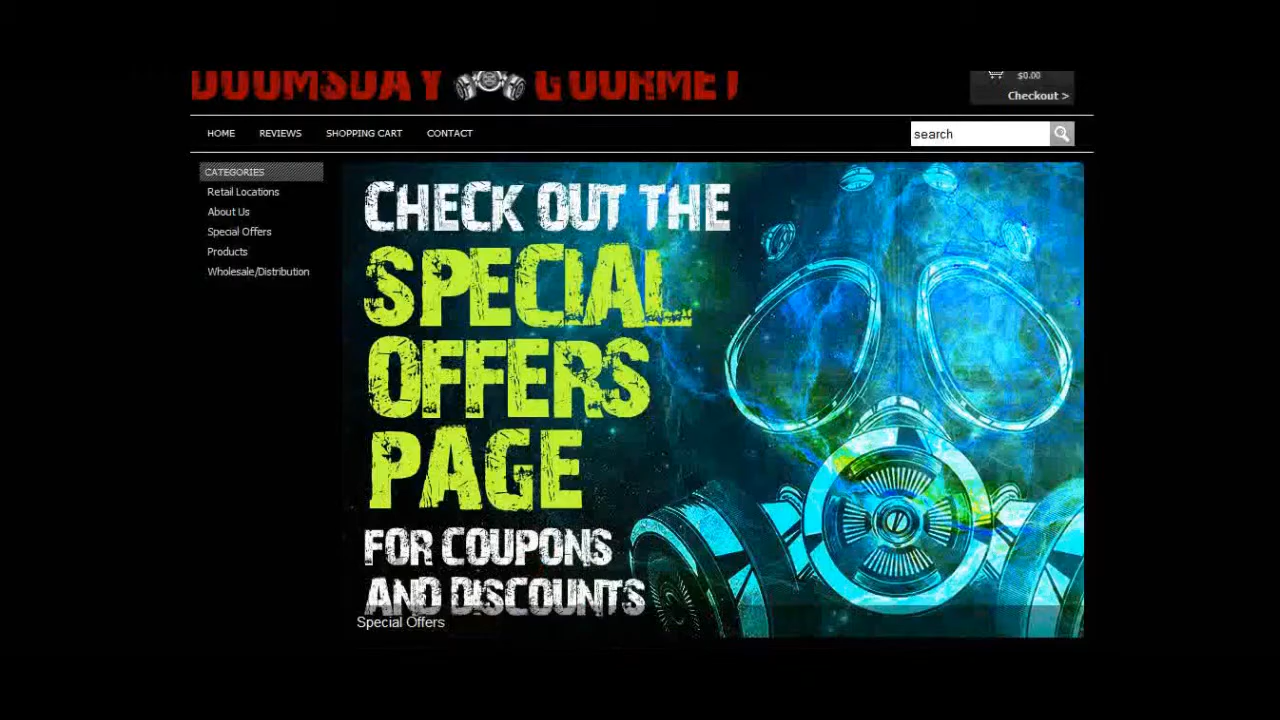 DOOMSDAY GOURMET
$0.00
Checkout >
HOME REVIEWS SHOPPING CART CONTACT
search
CATEGORIES
Retail Locations
About Us
Special Offers
Products
Wholesale/Distribution
CHECK OUT THE
SPECIAL
OFFERS
PAGE
FOR COUPONS
AND DISCOUNTS
Special Offers